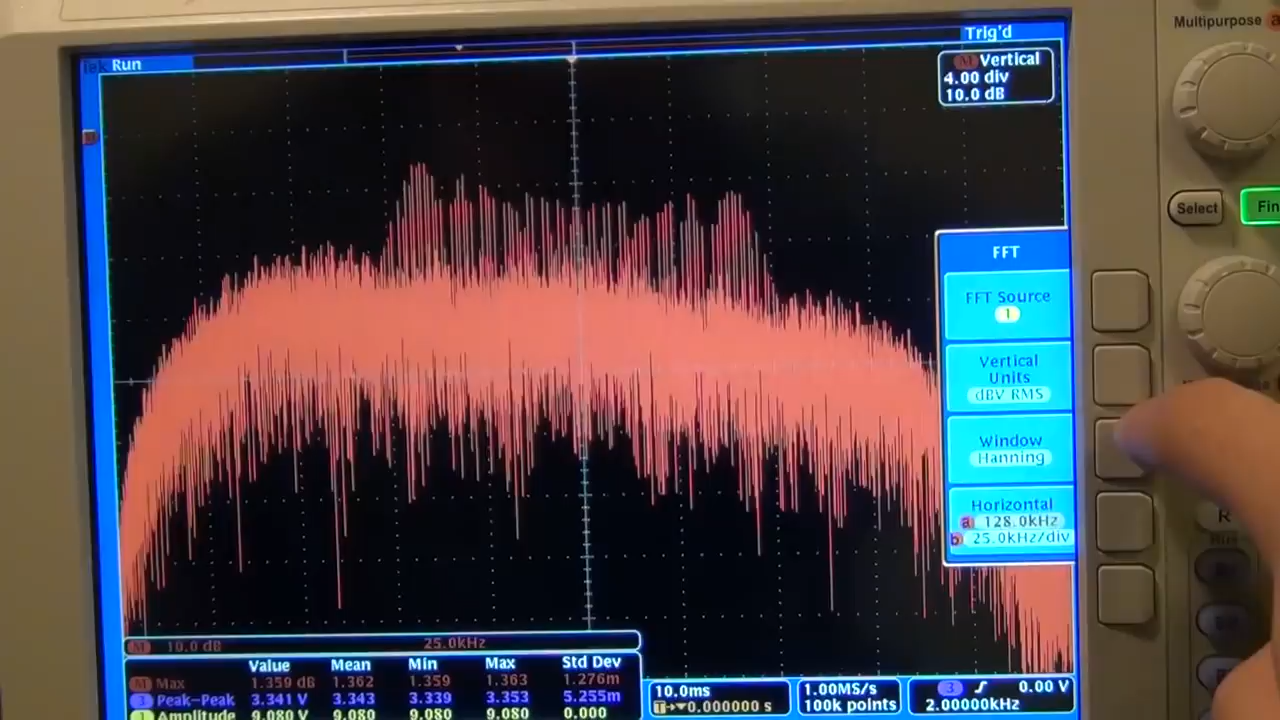 Multipurpose a
Tek Run
Trig'd
M Vertical
4.00 div
10.0 dB
Select
Fin
FFT
FFT Source
1
Vertical
Units
dBV RMS
Window
Hanning
Horizontal
a 128.0kHz
b 25.0kHz/div
R
M 10.0 dB 25.0kHz
Value Mean Min Max Std Dev
M Max 1.359 dB 1.362 1.359 1.363 1.276m
3 Peak-Peak 3.341 V 3.343 3.339 3.353 5.255m
1 Amplitude 9.080 V 9.080 9.080 9.080 0.000
10.0ms
T→▼0.000000 s
1.00MS/s
100k points
3 0.00 V
2.00000kHz